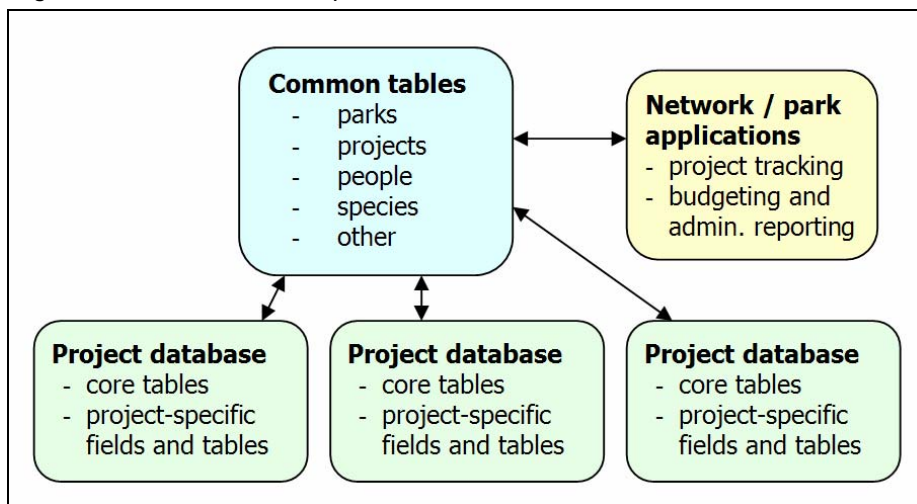 Common tables
- parks
- projects
- people
- species
- other
Network / park
applications
- project tracking
- budgeting and
admin. reporting
Project database
- core tables
- project-specific
fields and tables
Project database
- core tables
- project-specific
fields and tables
Project database
- core tables
- project-specific
fields and tables